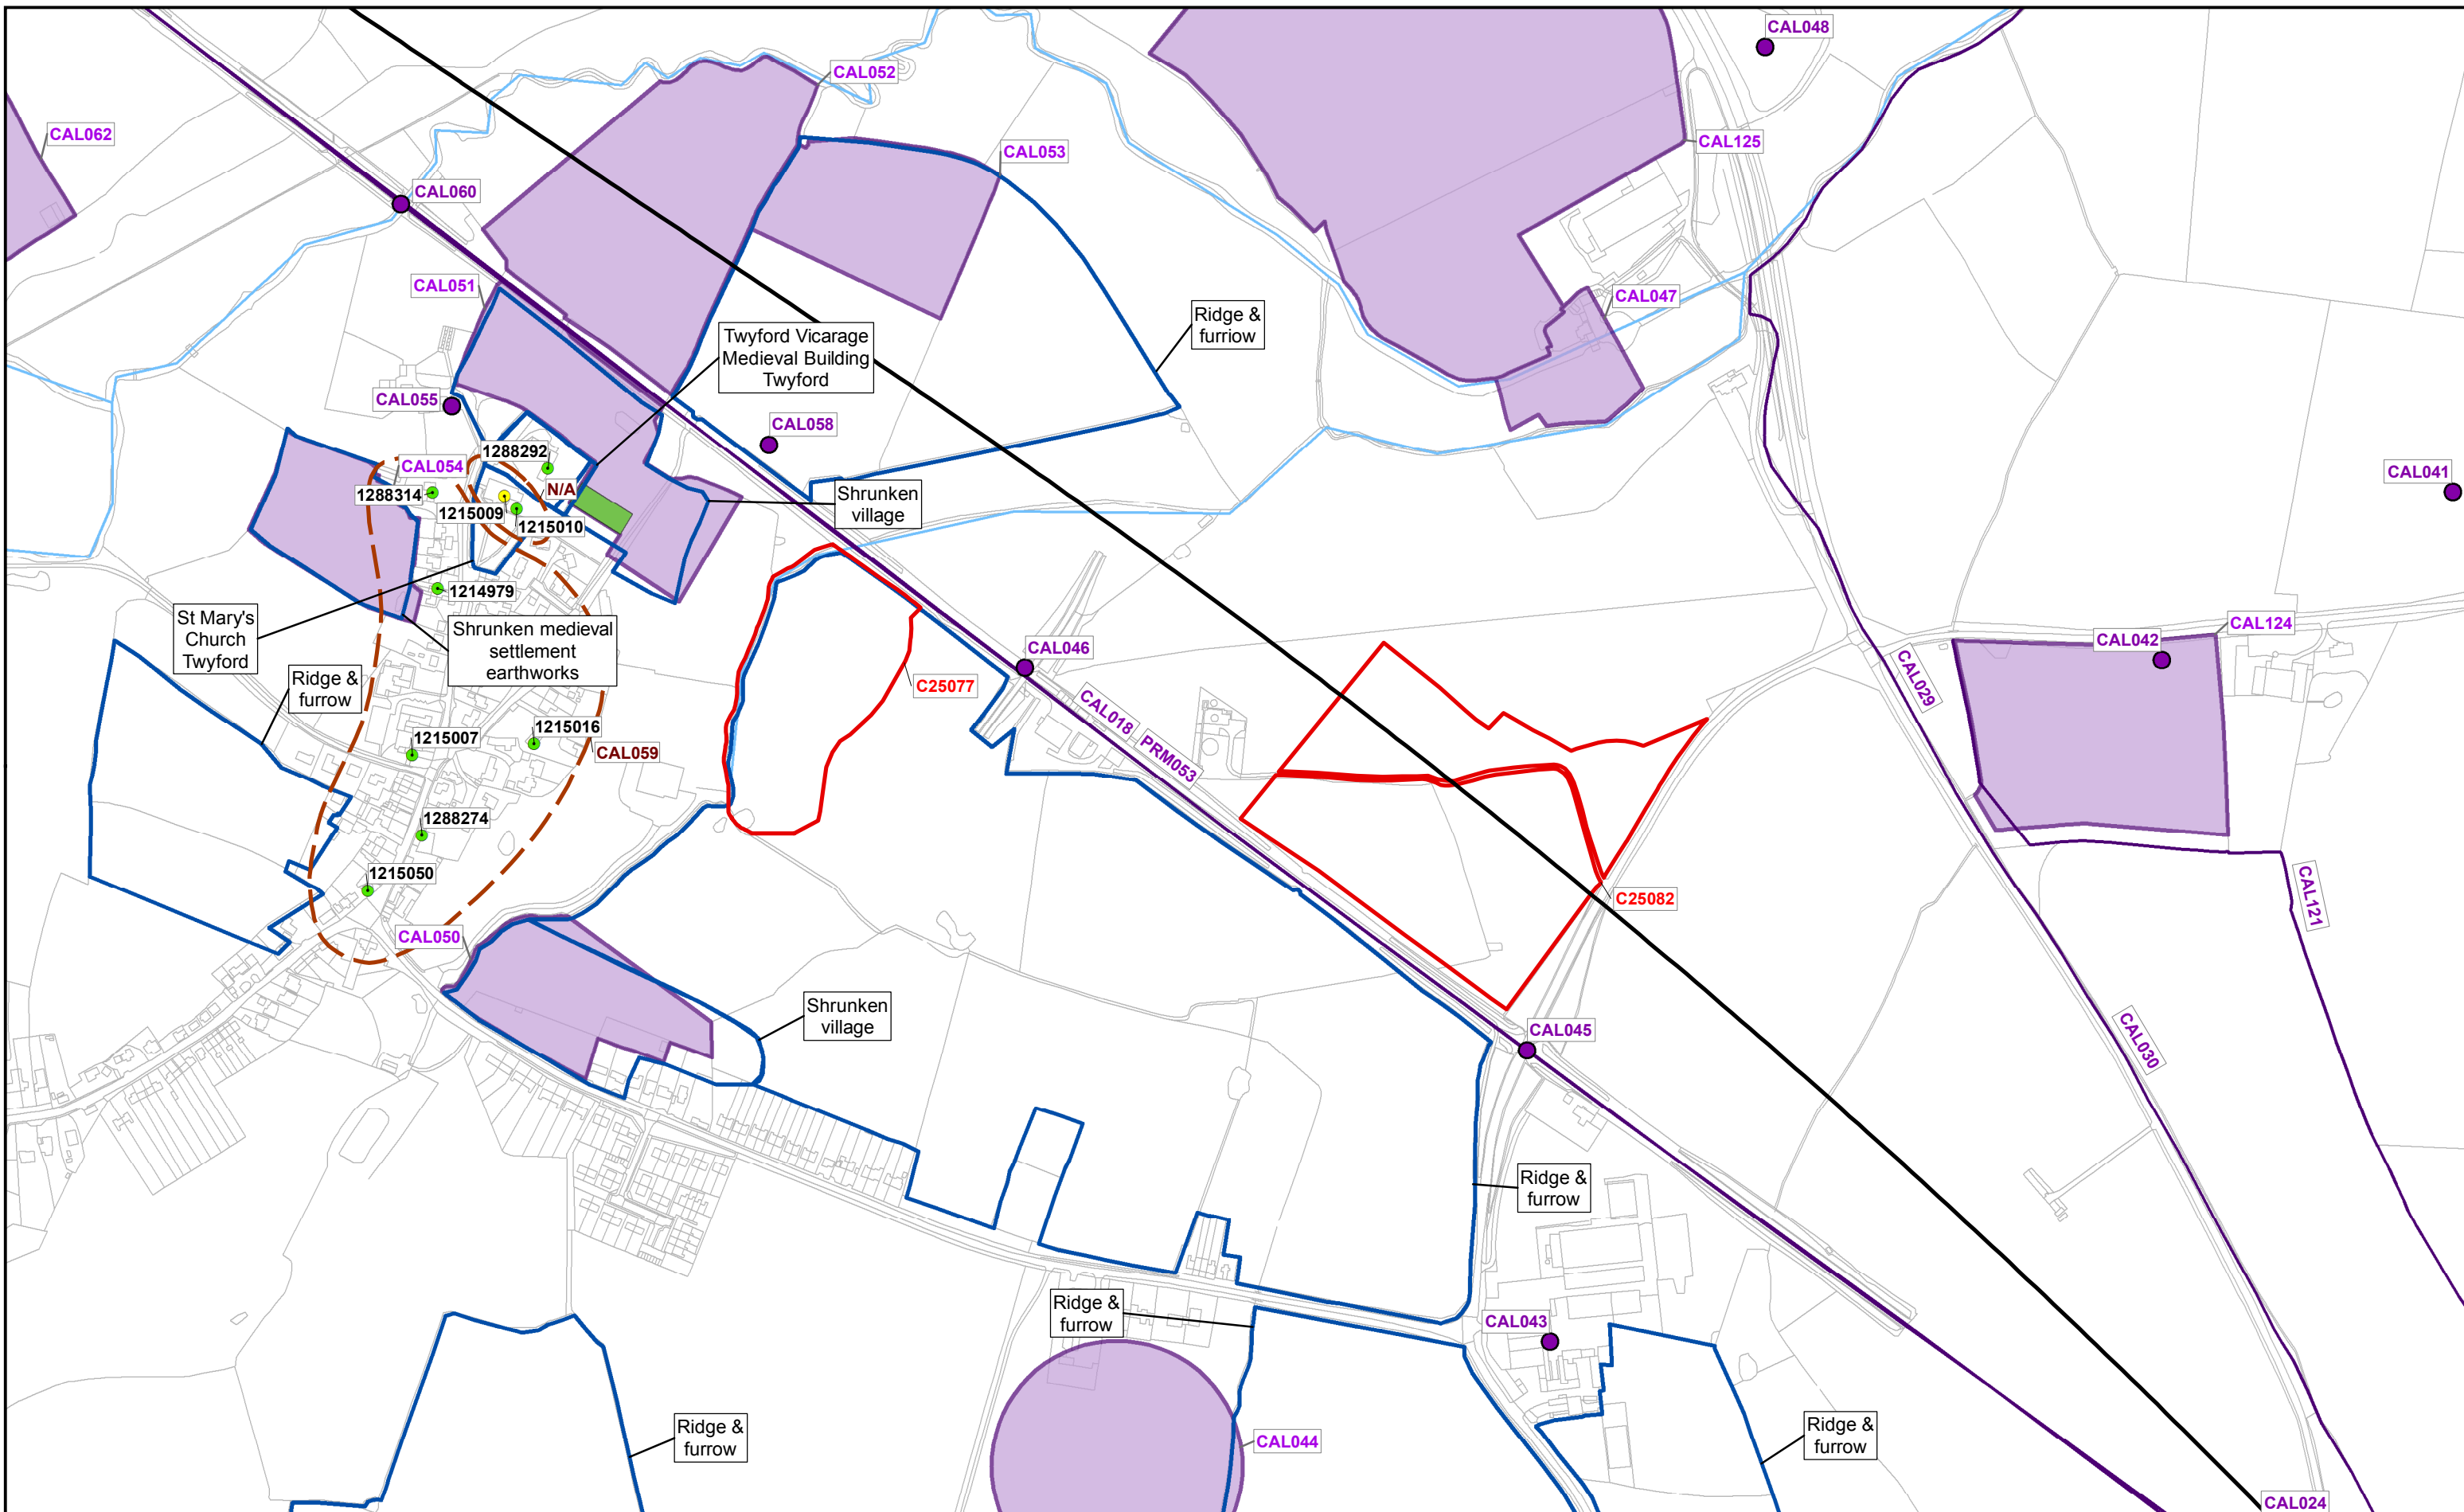 CAL048
CAL052
CAL062
CAL125
CAL053
CAL060
CAL051
CAL047
Ridge &
furriow
Twyford Vicarage
Medieval Building
Twyford
CAL055
CAL058
1288292
CAL054
CAL041
1288314
N/A
Shrunken
village
1215009
1215010
1214979
St Mary's
Church
Twyford
Shrunken medieval
settlement
earthworks
CAL124
CAL042
CAL046
CAL029
Ridge &
furrow
C25077
CAL018
1215016
1215007
CAL059
PRM053
1288274
1215050
C25082
CAL121
CAL050
Shrunken
village
CAL045
CAL030
Ridge &
furrow
Ridge &
furrow
CAL043
Ridge &
furrow
Ridge &
furrow
CAL044
CAL024